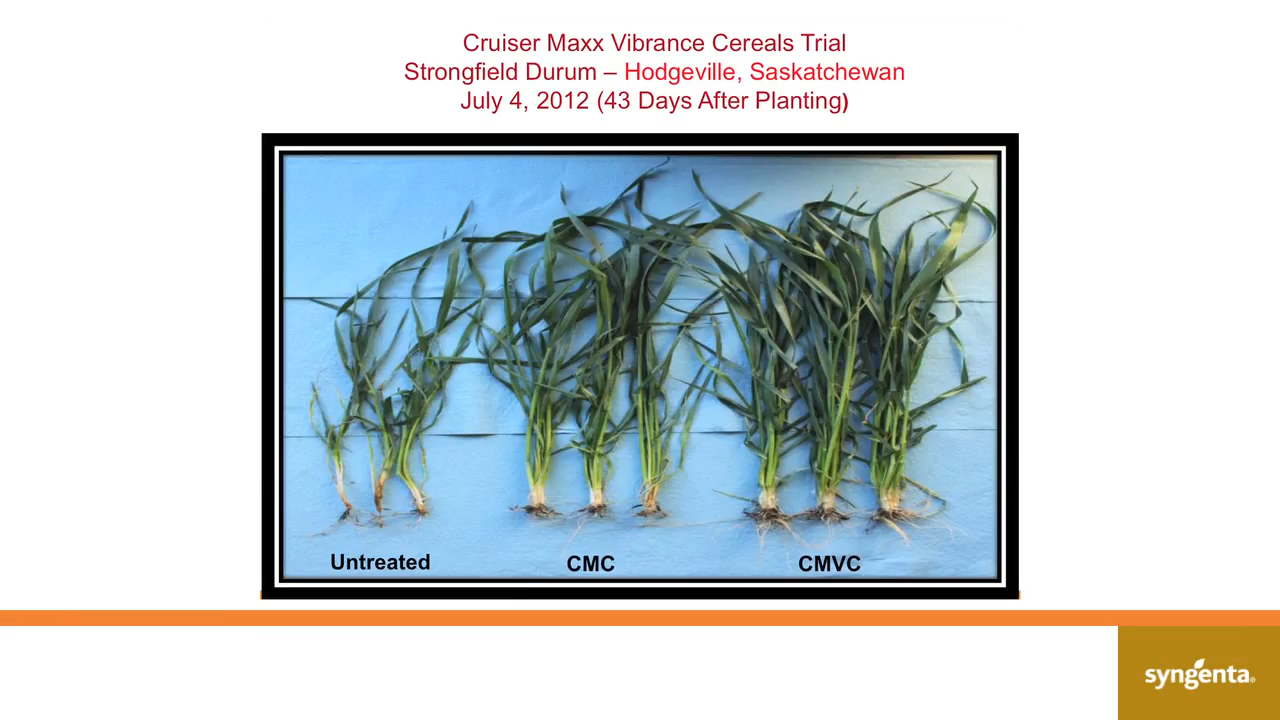 Cruiser Maxx Vibrance Cereals Trial
Strongfield Durum – Hodgeville, Saskatchewan
July 4, 2012 (43 Days After Planting)
Untreated
CMC
CMVC
syngenta®